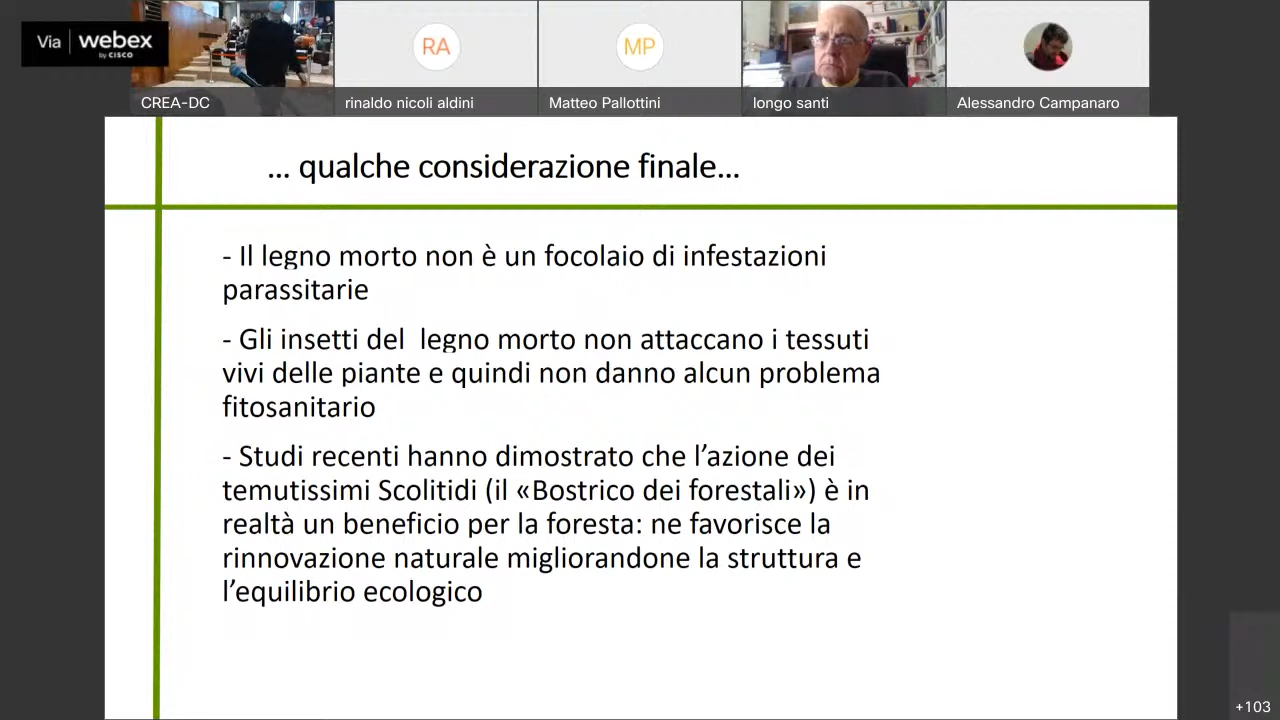 Via webex
by CISCO
RA
MP
CREA-DC
rinaldo nicoli aldini
Matteo Pallottini
longo santi
Alessandro Campanaro
... qualche considerazione finale...
- Il legno morto non è un focolaio di infestazioni
parassitarie
- Gli insetti del legno morto non attaccano i tessuti
vivi delle piante e quindi non danno alcun problema
fitosanitario
- Studi recenti hanno dimostrato che l’azione dei
temutissimi Scolitidi (il «Bostrico dei forestali») è in
realtà un beneficio per la foresta: ne favorisce la
rinnovazione naturale migliorandone la struttura e
l’equilibrio ecologico
+103